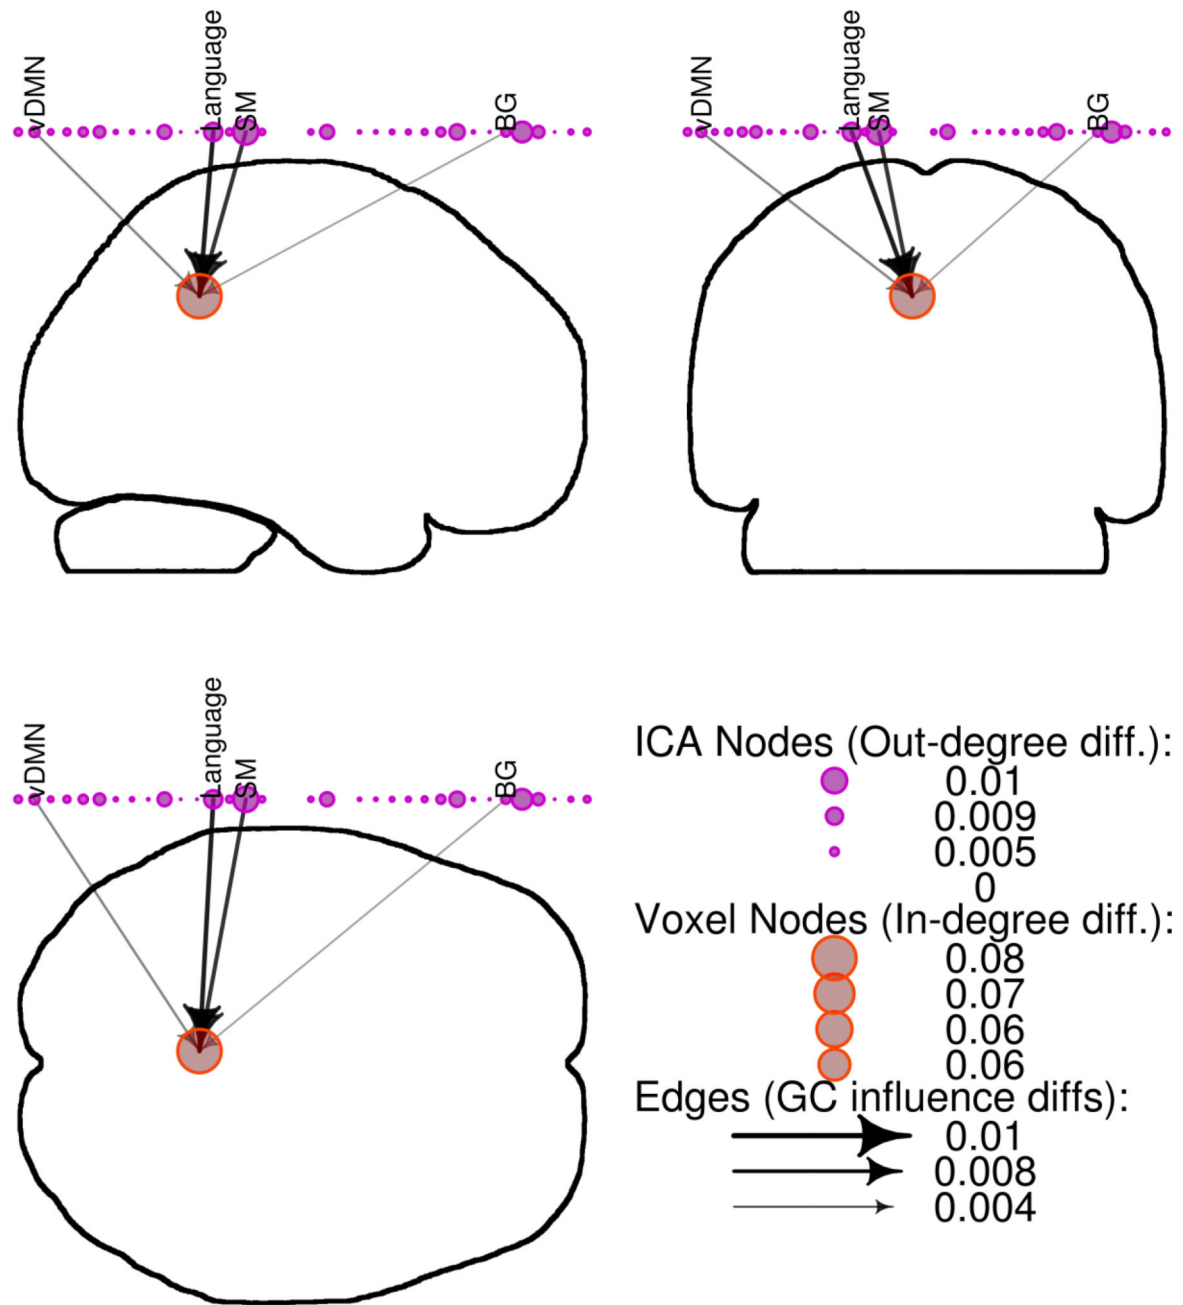 vDMN
Language
SM
BG
vDMN
Language
SM
BG
vDMN
Language
SM
BG
ICA Nodes (Out-degree diff.):
0.01
0.009
0.005
0
Voxel Nodes (In-degree diff.):
0.08
0.07
0.06
0.06
Edges (GC influence diffs):
0.01
0.008
0.004